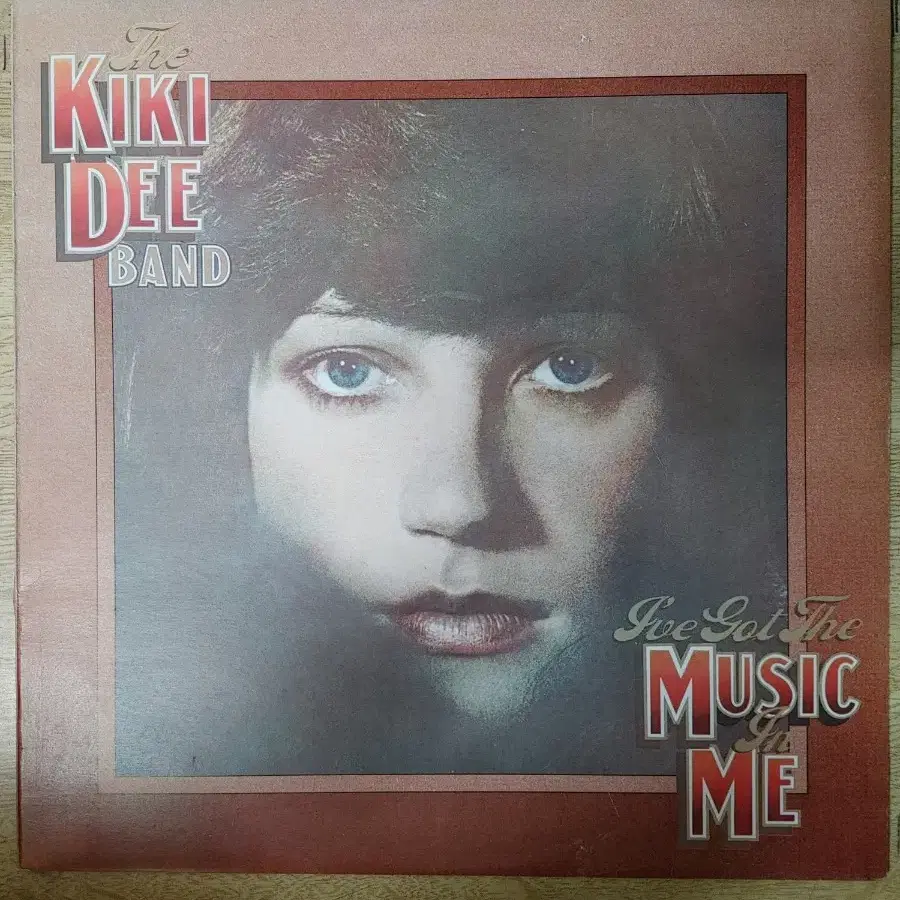 The
KIKI
DEE
BAND
I've Got The
MUSIC
In
ME